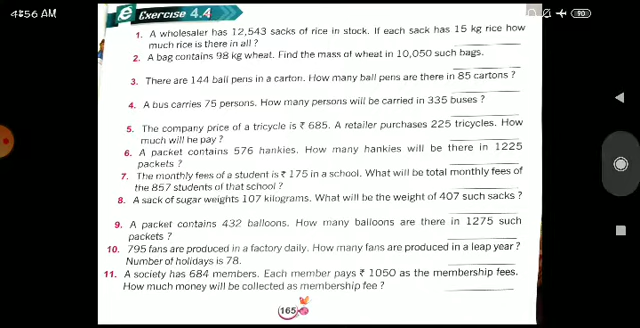 4:56 AM
90
e Exercise 4.4
1. A wholesaler has 12,543 sacks of rice in stock. If each sack has 15 kg rice how
much rice is there in all ?
2. A bag contains 98 kg wheat. Find the mass of wheat in 10,050 such bags.
3. There are 144 ball pens in a carton. How many ball pens are there in 85 cartons ?
4. A bus carries 75 persons. How many persons will be carried in 335 buses ?
5. The company price of a tricycle is ₹ 685. A retailer purchases 225 tricycles. How
much will he pay ?
6. A packet contains 576 hankies. How many hankies will be there in 1225
packets ?
7. The monthly fees of a student is ₹ 175 in a school. What will be total monthly fees of
the 857 students of that school ?
8. A sack of sugar weights 107 kilograms. What will be the weight of 407 such sacks ?
9. A packet contains 432 balloons. How many balloons are there in 1275 such
packets ?
10. 795 fans are produced in a factory daily. How many fans are produced in a leap year ?
Number of holidays is 78.
11. A society has 684 members. Each member pays ₹ 1050 as the membership fees.
How much money will be collected as membership fee ?
165